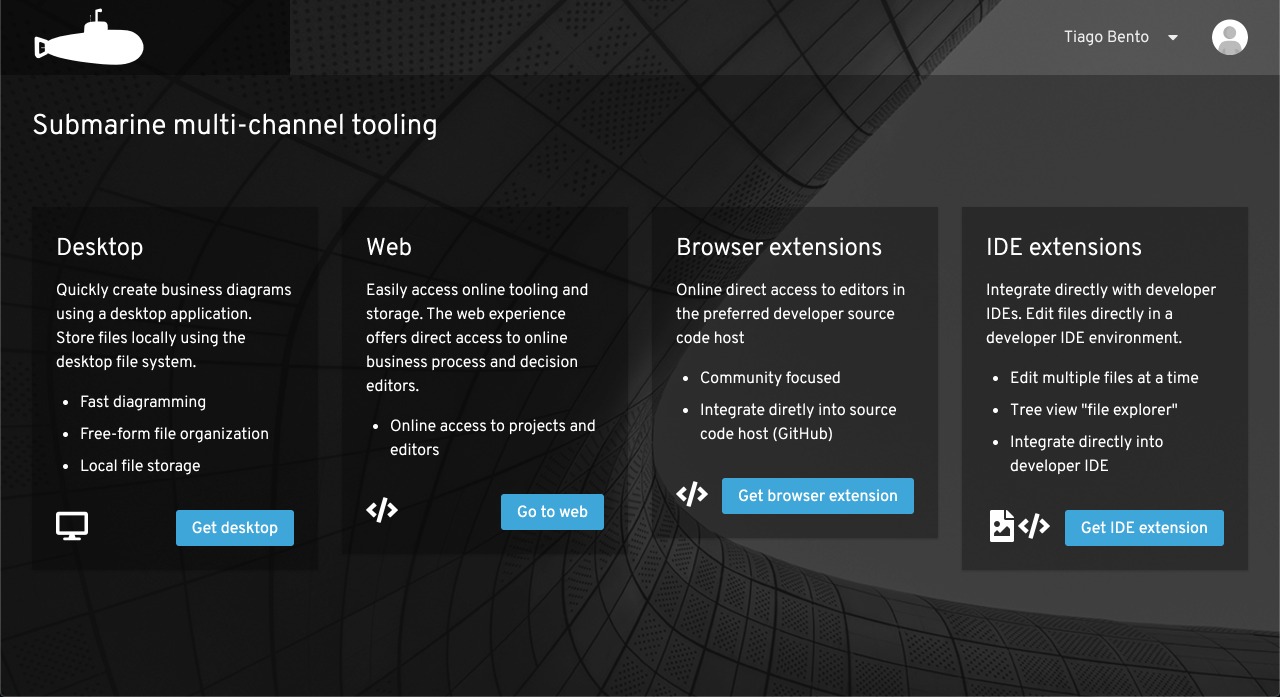 Tiago Bento
Submarine multi-channel tooling
Desktop
Quickly create business diagrams
using a desktop application.
Store files locally using the
desktop file system.
Fast diagramming
Free-form file organization
Local file storage
Get desktop
Web
Easily access online tooling and
storage. The web experience
offers direct access to online
business process and decision
editors.
Online access to projects and
editors
Go to web
Browser extensions
Online direct access to editors in
the preferred developer source
code host
Community focused
Integrate diretly into source
code host (GitHub)
Get browser extension
IDE extensions
Integrate directly with developer
IDEs. Edit files directly in a
developer IDE environment.
Edit multiple files at a time
Tree view "file explorer"
Integrate directly into
developer IDE
Get IDE extension